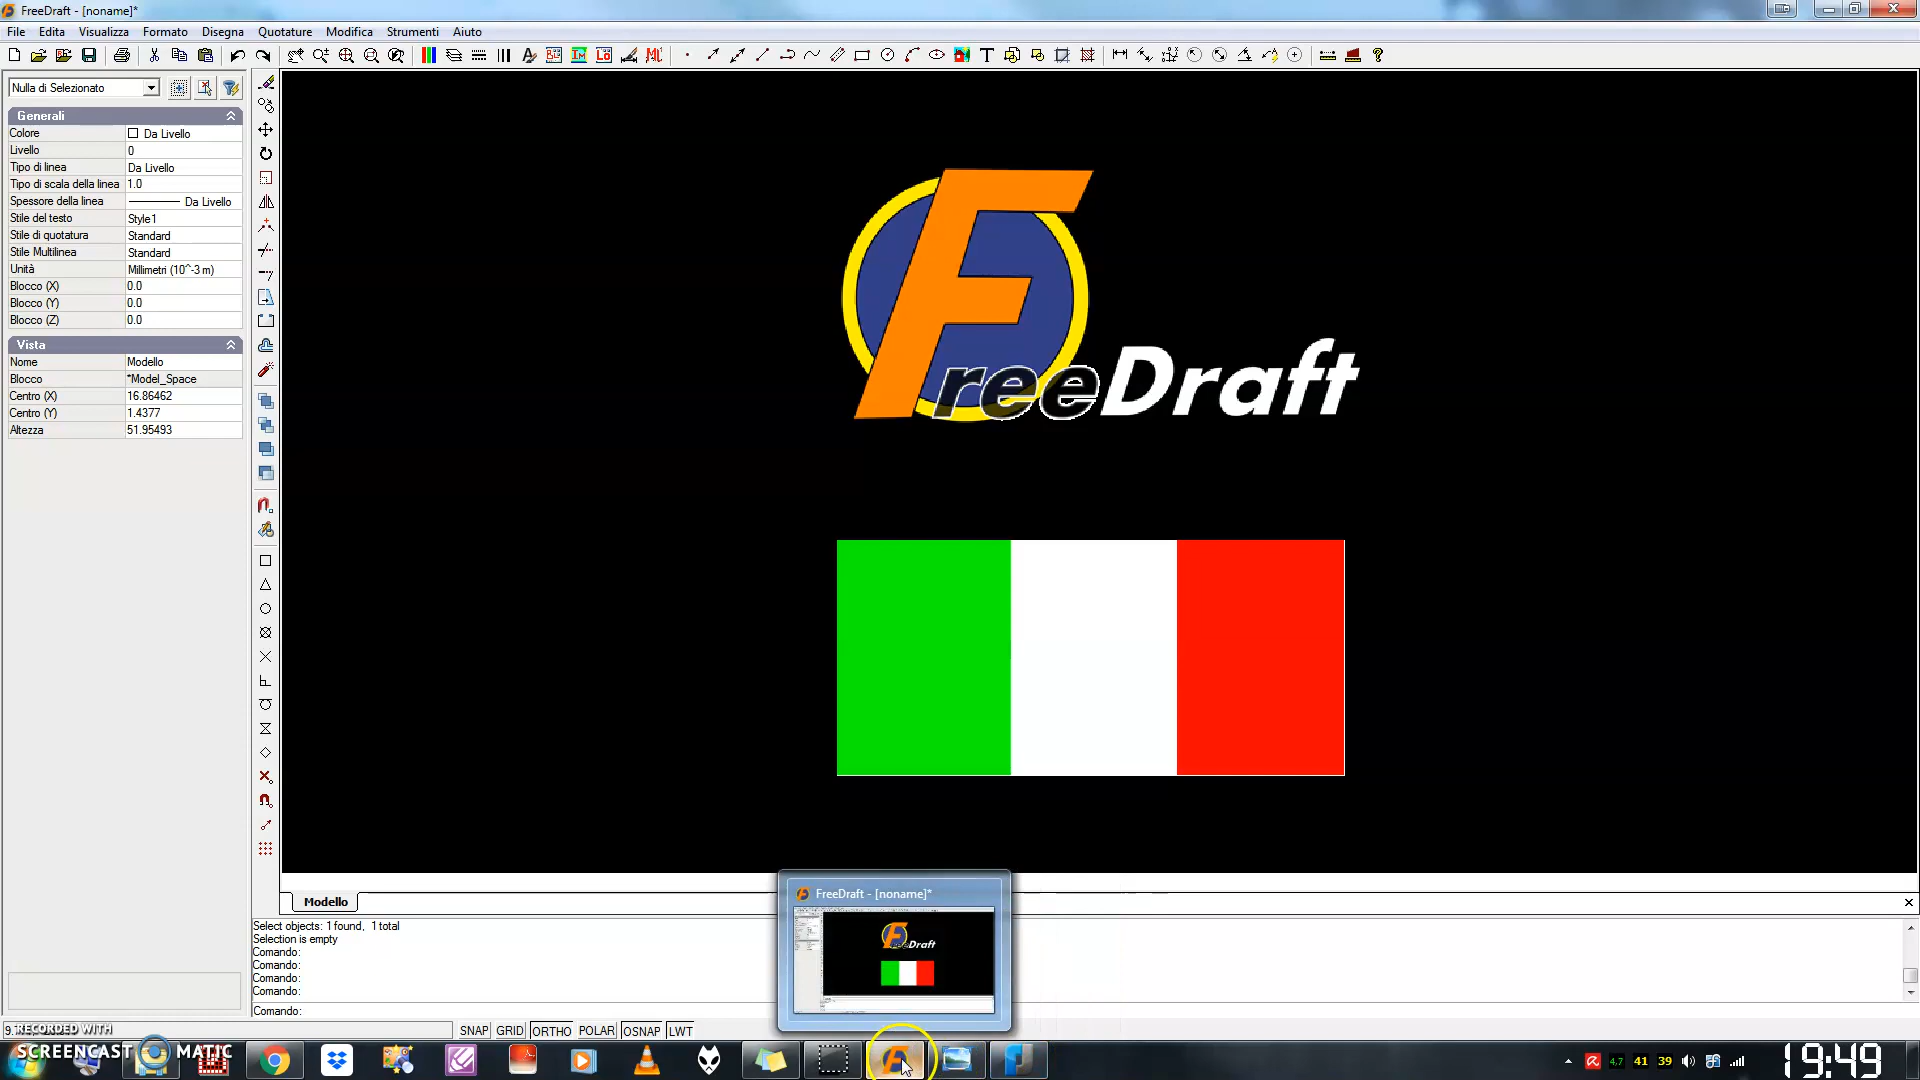 FreeDraft - [noname]*
File Edita Visualizza Formato Disegna Quotature Modifica Strumenti Aiuto
Nulla di Selezionato
Generali
Colore Da Livello
Livello 0
Tipo di linea Da Livello
Tipo di scala della linea 1.0
Spessore della linea Da Livello
Stile del testo Style1
Stile di quotatura Standard
Stile Multilinea Standard
Unità Millimetri (10^-3 m)
Blocco (X) 0.0
Blocco (Y) 0.0
Blocco (Z) 0.0
Vista
Nome Modello
Blocco *Model_Space
Centro (X) 16.86462
Centro (Y) 1.4377
Altezza 51.95493
FreeDraft
Modello
FreeDraft - [noname]*
FreeDraft
Select objects: 1 found, 1 total
Selection is empty
Comando:
Comando:
Comando:
Comando:
Comando:
SNAP GRID ORTHO POLAR OSNAP LWT
RECORDED WITH
SCREENCAST MATIC
4,7 41 39 19:49